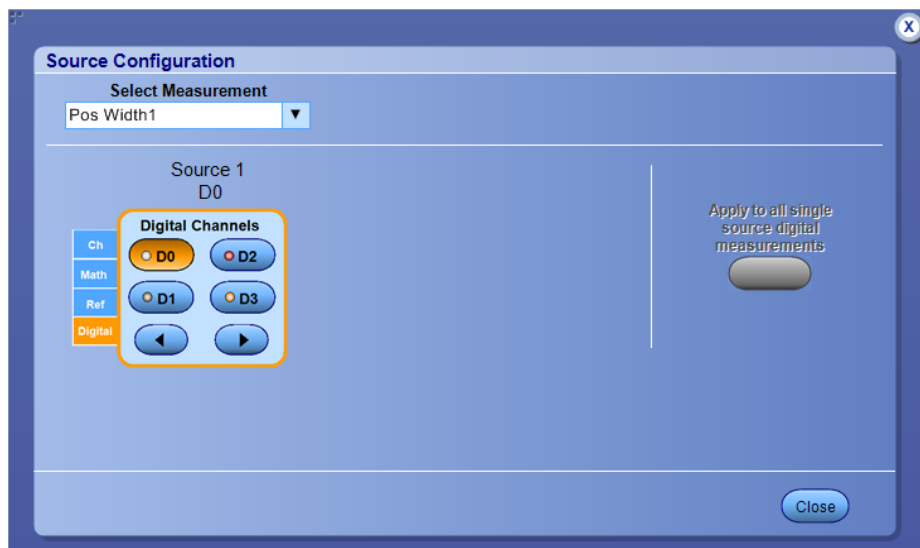 X
Source Configuration
Select Measurement
Pos Width1
Source 1
D0
Digital Channels
Ch
Math
Ref
Digital
D0
D2
D1
D3
Apply to all single
source digital
measurements
Close